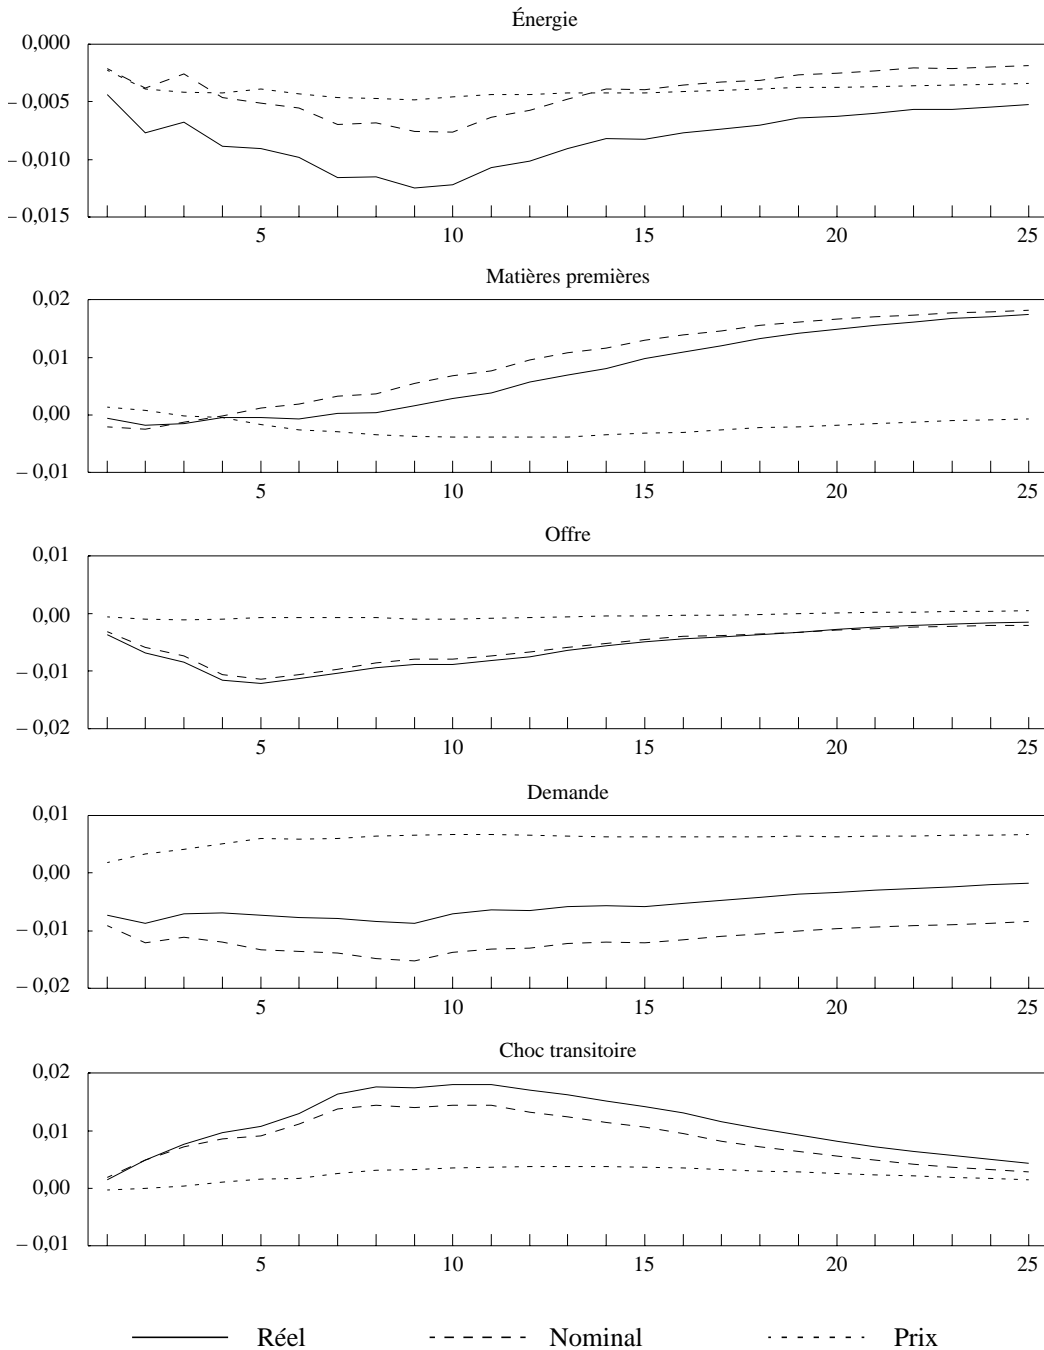 Énergie
0,000
– 0,005
– 0,010
– 0,015
5 10 15 20 25
Matières premières
0,02
0,01
0,00
– 0,01
5 10 15 20 25
Offre
0,01
0,00
– 0,01
– 0,02
5 10 15 20 25
Demande
0,01
0,00
– 0,01
– 0,02
5 10 15 20 25
Choc transitoire
0,02
0,01
0,00
– 0,01
5 10 15 20 25
Réel Nominal Prix